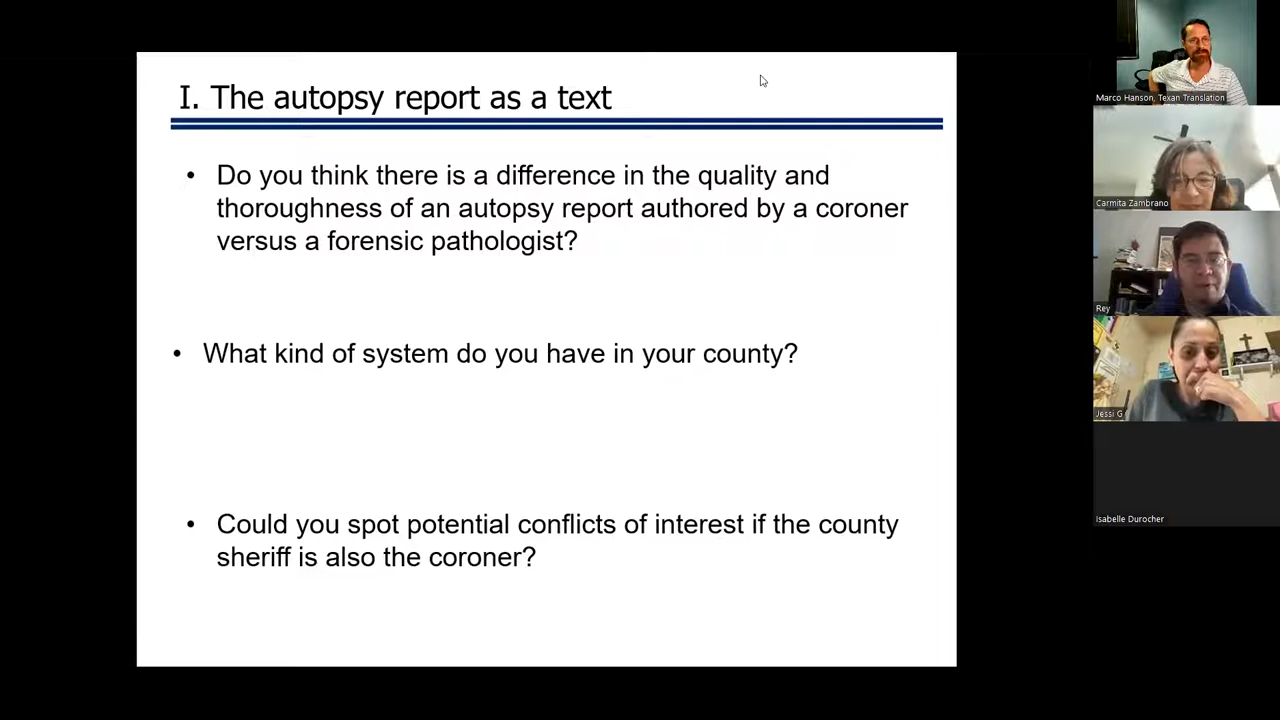 I. The autopsy report as a text
• Do you think there is a difference in the quality and
thoroughness of an autopsy report authored by a coroner
versus a forensic pathologist?
• What kind of system do you have in your county?
• Could you spot potential conflicts of interest if the county
sheriff is also the coroner?
Marco Hanson, Texan Translation
Carmita Zambrano
Rey
Jessi G
Isabelle Durocher